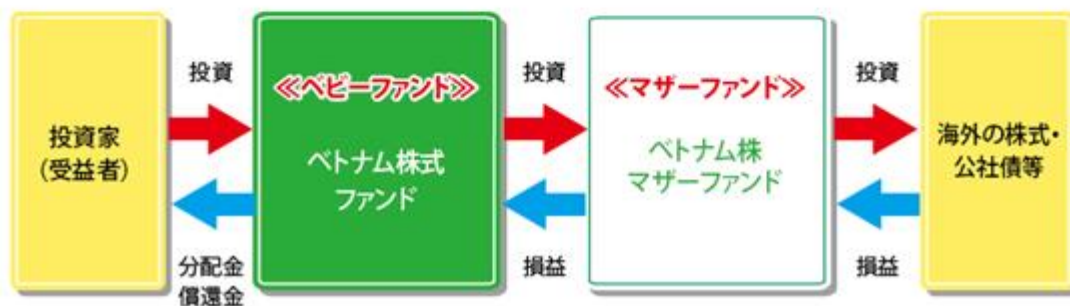 投資家
(受益者)
投資
分配金
償還金
≪ベビーファンド≫
ベトナム株式
ファンド
投資
損益
≪マザーファンド≫
ベトナム株
マザーファンド
投資
損益
海外の株式・
公社債等